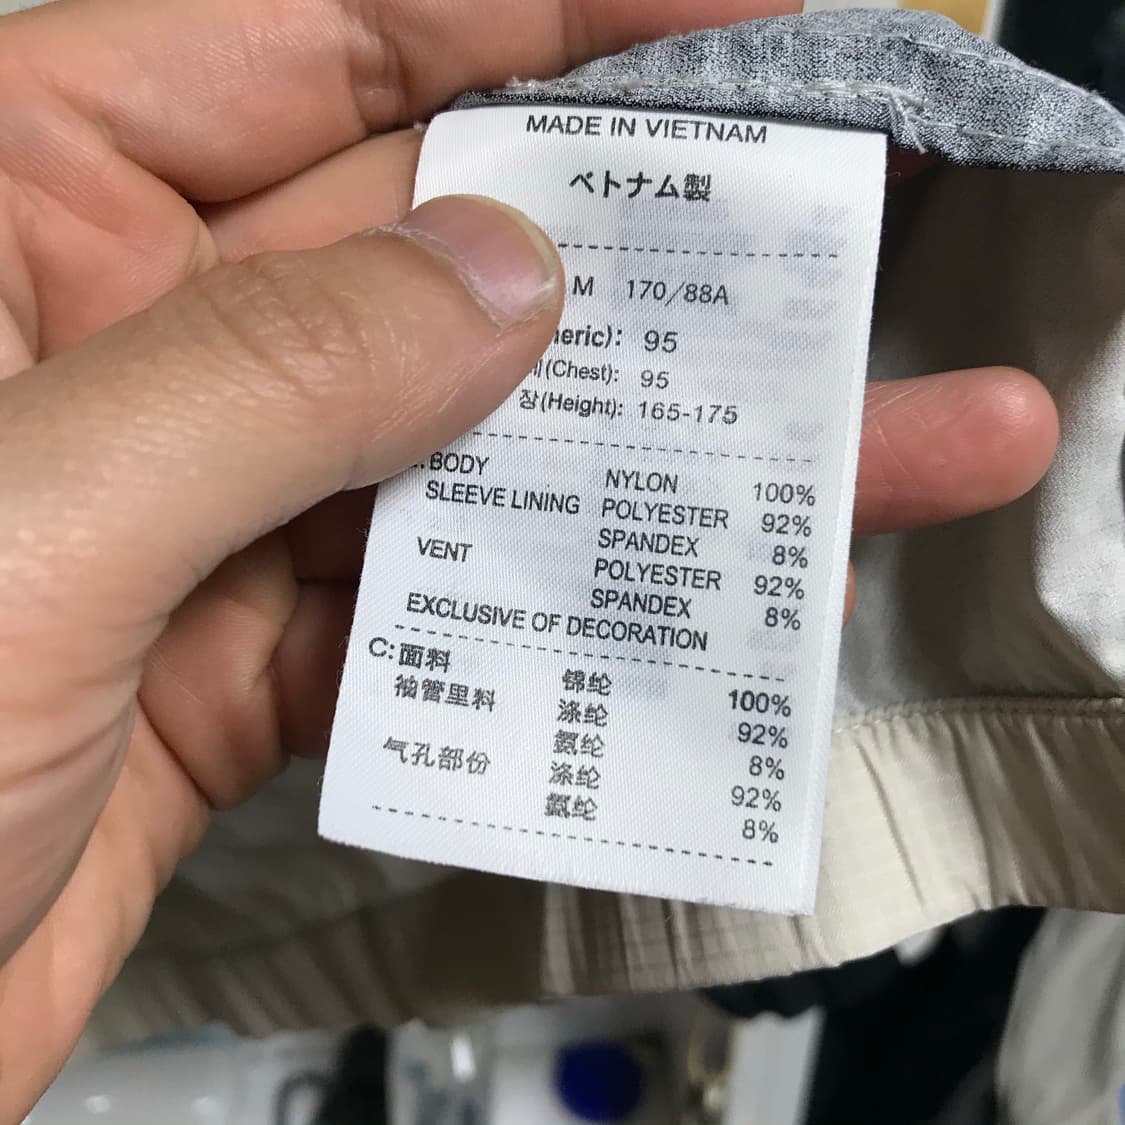 MADE IN VIETNAM
ベトナム製
M 170/88A
95
(Chest): 95
장(Height): 165-175
BODY NYLON 100%
SLEEVE LINING POLYESTER 92%
SPANDEX 8%
VENT POLYESTER 92%
SPANDEX 8%
EXCLUSIVE OF DECORATION
C:面料 锦纶 100%
袖管里料 涤纶 92%
氨纶 8%
气孔部份 涤纶 92%
氨纶 8%